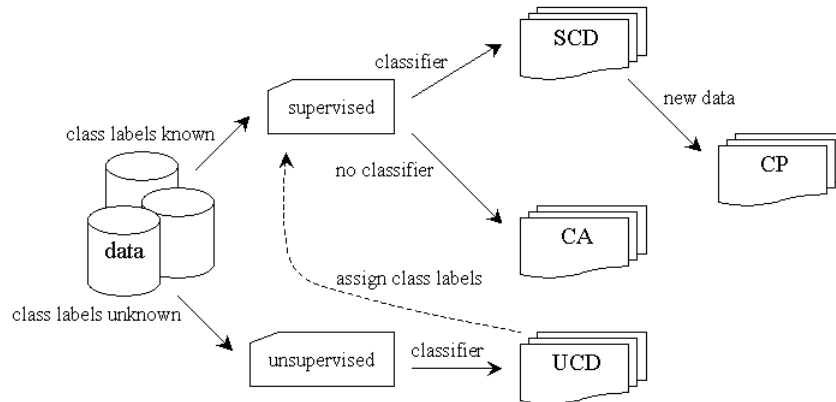 SCD
classifier
supervised
new data
class labels known
CP
no classifier
CA
data
assign class labels
class labels unknown
unsupervised
classifier
UCD